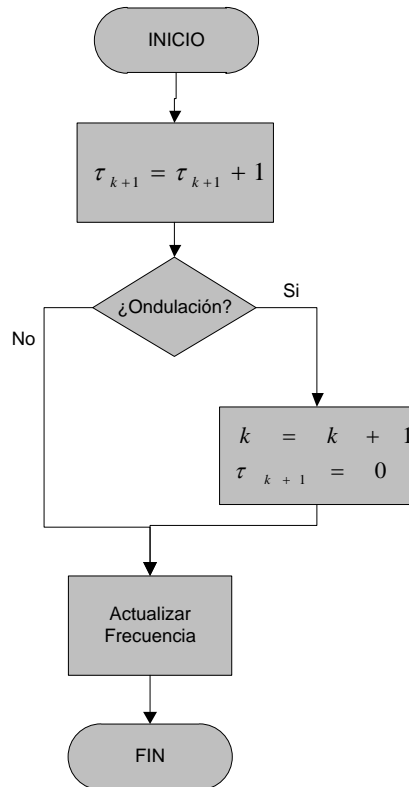 INICIO
τ k+1 = τ k+1 + 1
¿Ondulación?
Si
No
k = k + 1
τ k + 1 = 0
Actualizar
Frecuencia
FIN